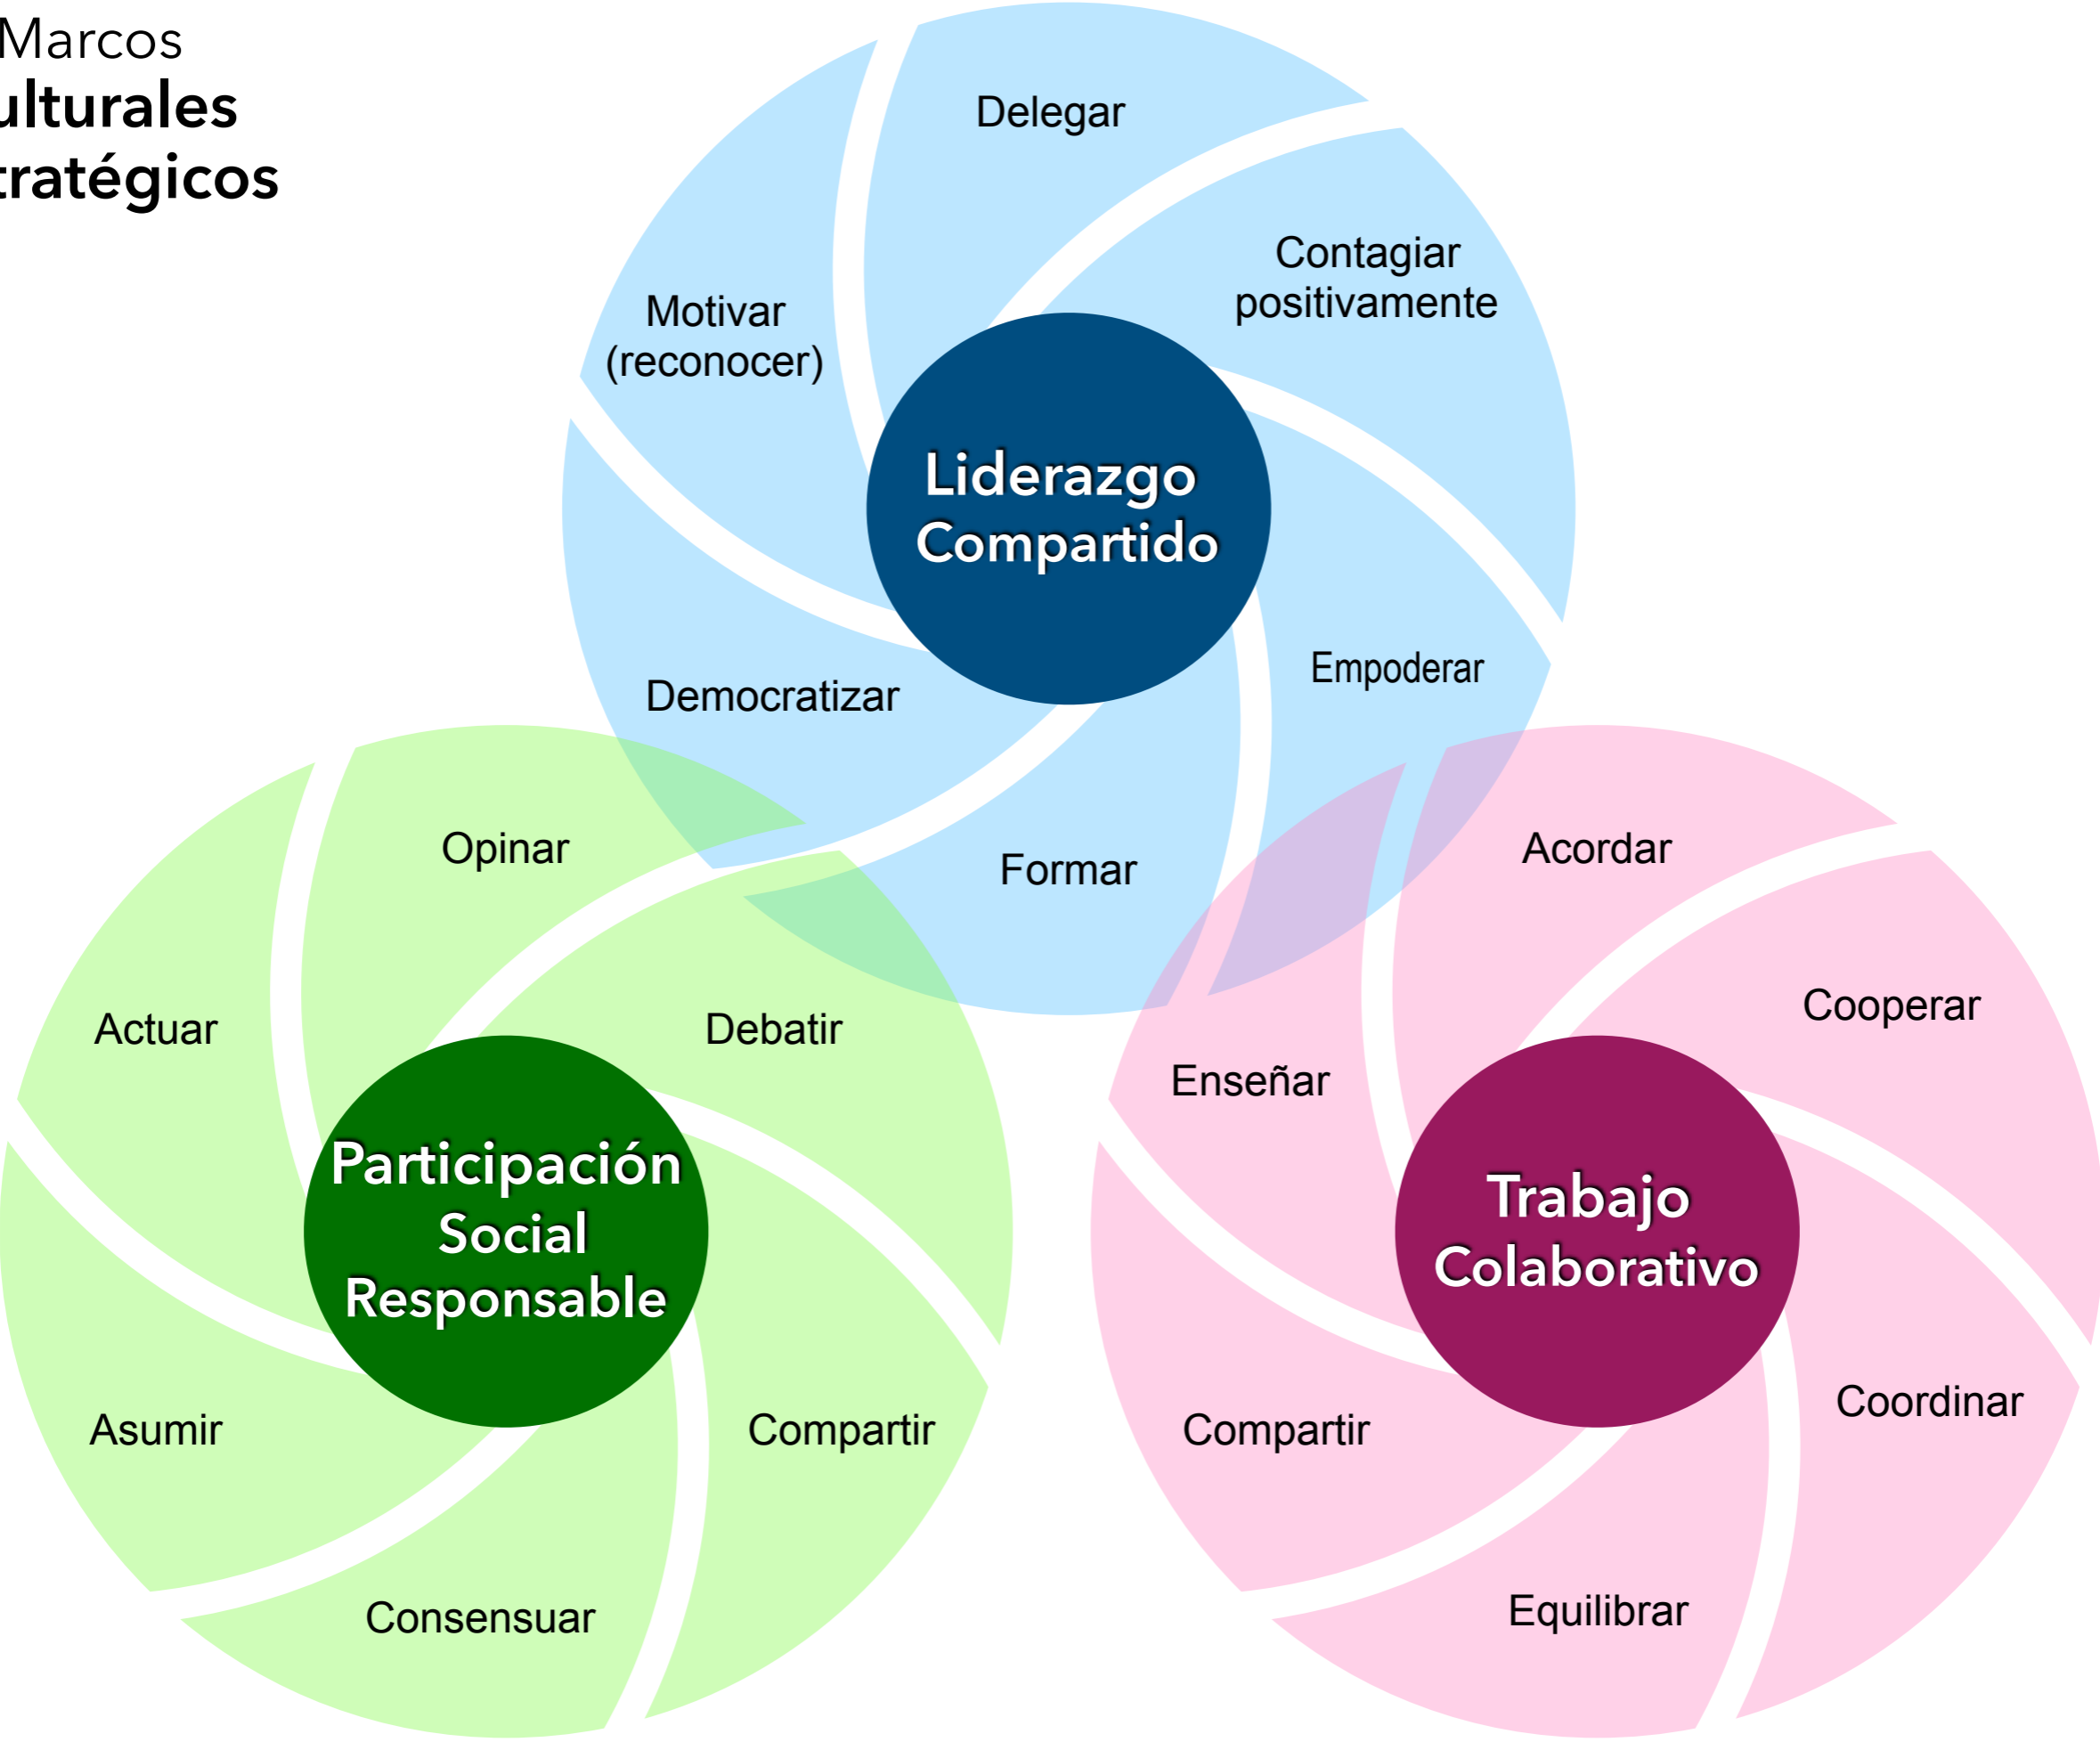 Marcos
ulturales
tratégicos
Delegar
Contagiar
positivamente
Motivar
(reconocer)
Liderazgo
Compartido
Empoderar
Democratizar
Formar
Opinar
Actuar
Debatir
Participación
Social
Responsable
Asumir
Compartir
Consensuar
Acordar
Cooperar
Enseñar
Trabajo
Colaborativo
Coordinar
Compartir
Equilibrar